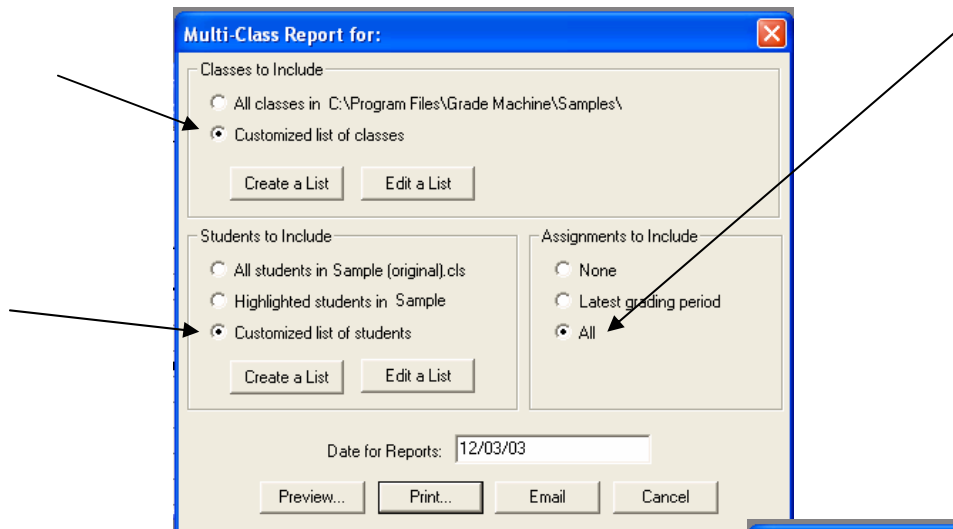 Multi-Class Report for:
Classes to Include
All classes in C:\Program Files\Grade Machine\Samples\
Customized list of classes
Create a List Edit a List
Students to Include
All students in Sample (original).cls
Highlighted students in Sample
Customized list of students
Create a List Edit a List
Assignments to Include
None
Latest grading period
All
Date for Reports: 12/03/03
Preview... Print... Email Cancel